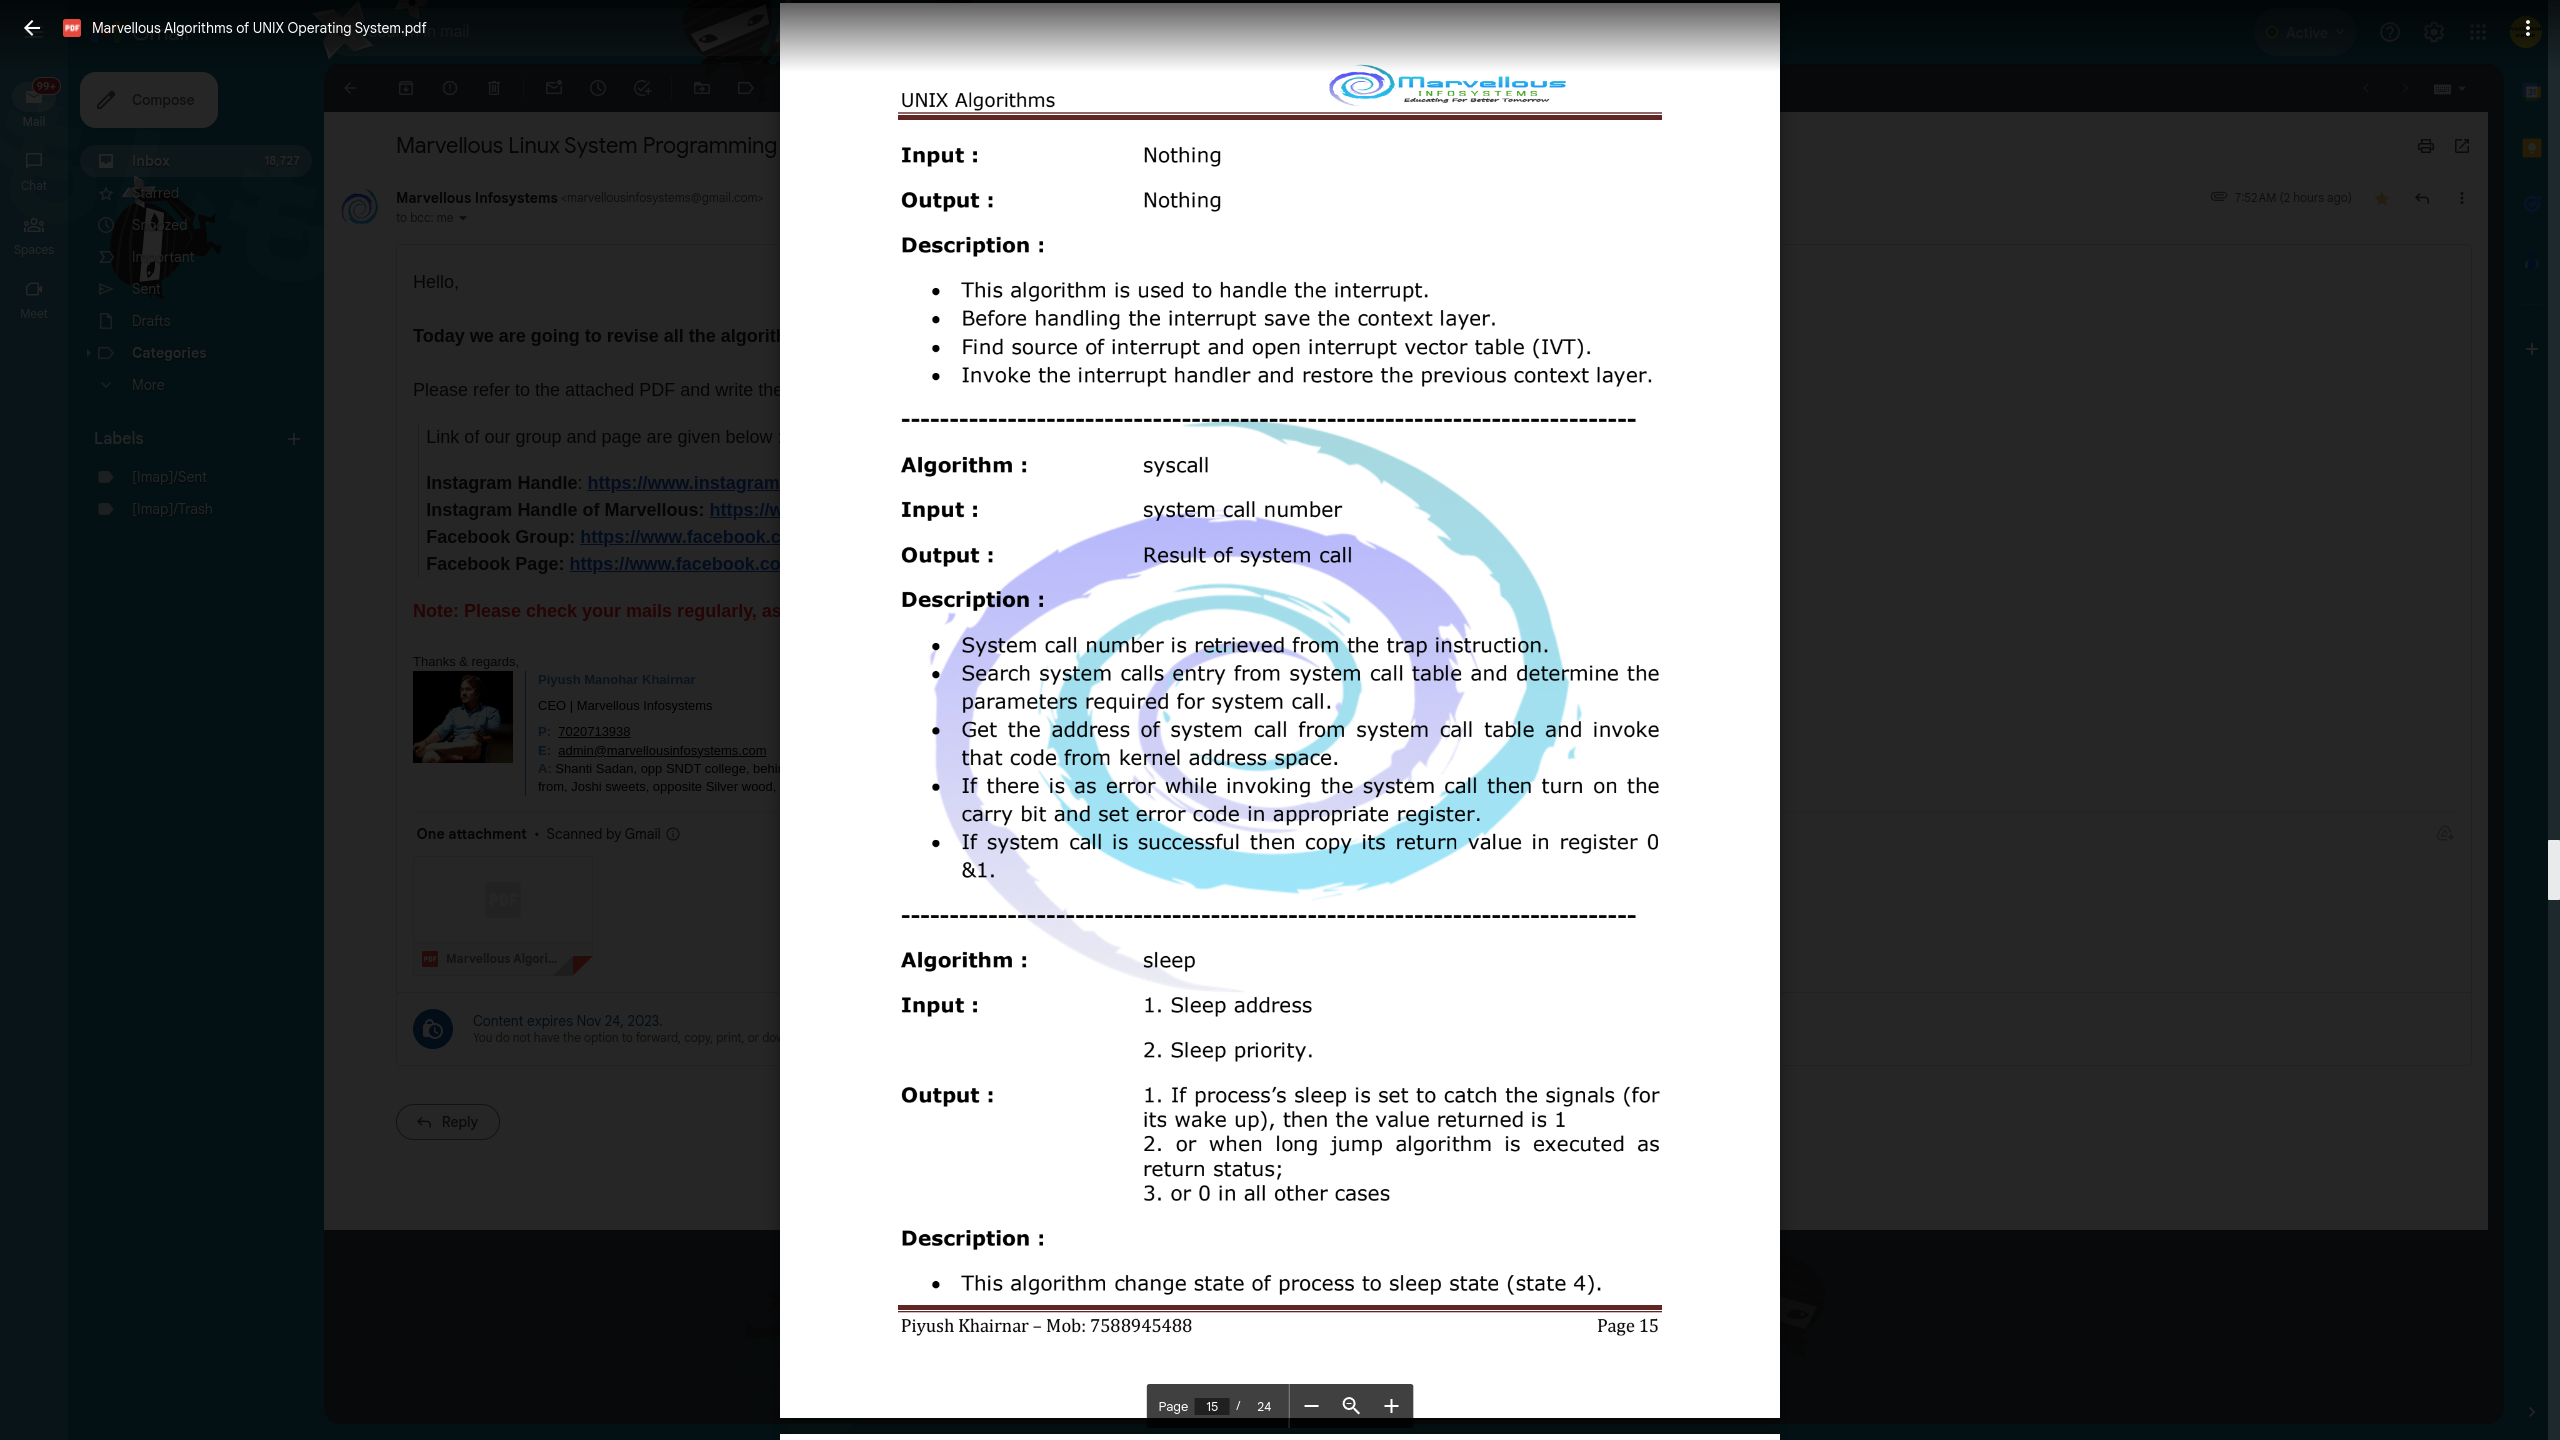 Marvellous Algorithms of UNIX Operating System.pdf
in mail
Active
99+
Mail
Chat
Spaces
Meet
Compose
Inbox 18,727
Starred
Snoozed
Important
Sent
Drafts
Categories
More
Labels
[Imap]/Sent
[Imap]/Trash
Marvellous Linux System Programming
Marvellous Infosystems <marvellousinfosystems@gmail.com>
to bcc: me
7:52 AM (2 hours ago)
Hello,
Today we are going to revise all the algorith
Please refer to the attached PDF and write the
Link of our group and page are given below :
Instagram Handle: https://www.instagram
Instagram Handle of Marvellous: https://w
Facebook Group: https://www.facebook.c
Facebook Page: https://www.facebook.co
Note: Please check your mails regularly, as
Thanks & regards,
Piyush Manohar Khairnar
CEO | Marvellous Infosystems
P: 7020713938
E: admin@marvellousinfosystems.com
A: Shanti Sadan, opp SNDT college, behi
from, Joshi sweets, opposite Silver wood,
One attachment • Scanned by Gmail
PDF
Marvellous Algori...
Content expires Nov 24, 2023.
You do not have the option to forward, copy, print, or dow
Reply
UNIX Algorithms
Marvellous
INFOSYSTEMS
Educating For Better Tomorrow
Input : Nothing
Output : Nothing
Description :
• This algorithm is used to handle the interrupt.
• Before handling the interrupt save the context layer.
• Find source of interrupt and open interrupt vector table (IVT).
• Invoke the interrupt handler and restore the previous context layer.
----------------------------------------------------------------------------
Algorithm : syscall
Input : system call number
Output : Result of system call
Description :
• System call number is retrieved from the trap instruction.
• Search system calls entry from system call table and determine the
parameters required for system call.
• Get the address of system call from system call table and invoke
that code from kernel address space.
• If there is as error while invoking the system call then turn on the
carry bit and set error code in appropriate register.
• If system call is successful then copy its return value in register 0
&1.
----------------------------------------------------------------------------
Algorithm : sleep
Input : 1. Sleep address
2. Sleep priority.
Output : 1. If process’s sleep is set to catch the signals (for
its wake up), then the value returned is 1
2. or when long jump algorithm is executed as
return status;
3. or 0 in all other cases
Description :
• This algorithm change state of process to sleep state (state 4).
Piyush Khairnar – Mob: 7588945488 Page 15
Page 15 / 24